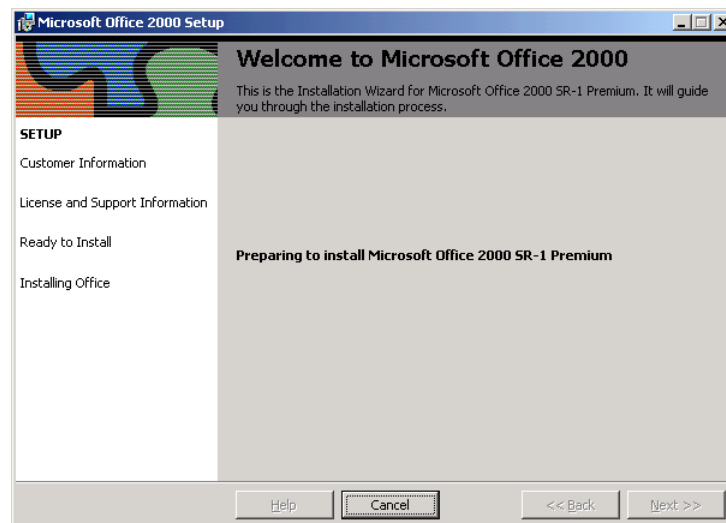 Microsoft Office 2000 Setup
Welcome to Microsoft Office 2000
This is the Installation Wizard for Microsoft Office 2000 SR-1 Premium. It will guide
you through the installation process.
SETUP
Customer Information
License and Support Information
Ready to Install
Installing Office
Preparing to install Microsoft Office 2000 SR-1 Premium
Help
Cancel
<< Back
Next >>